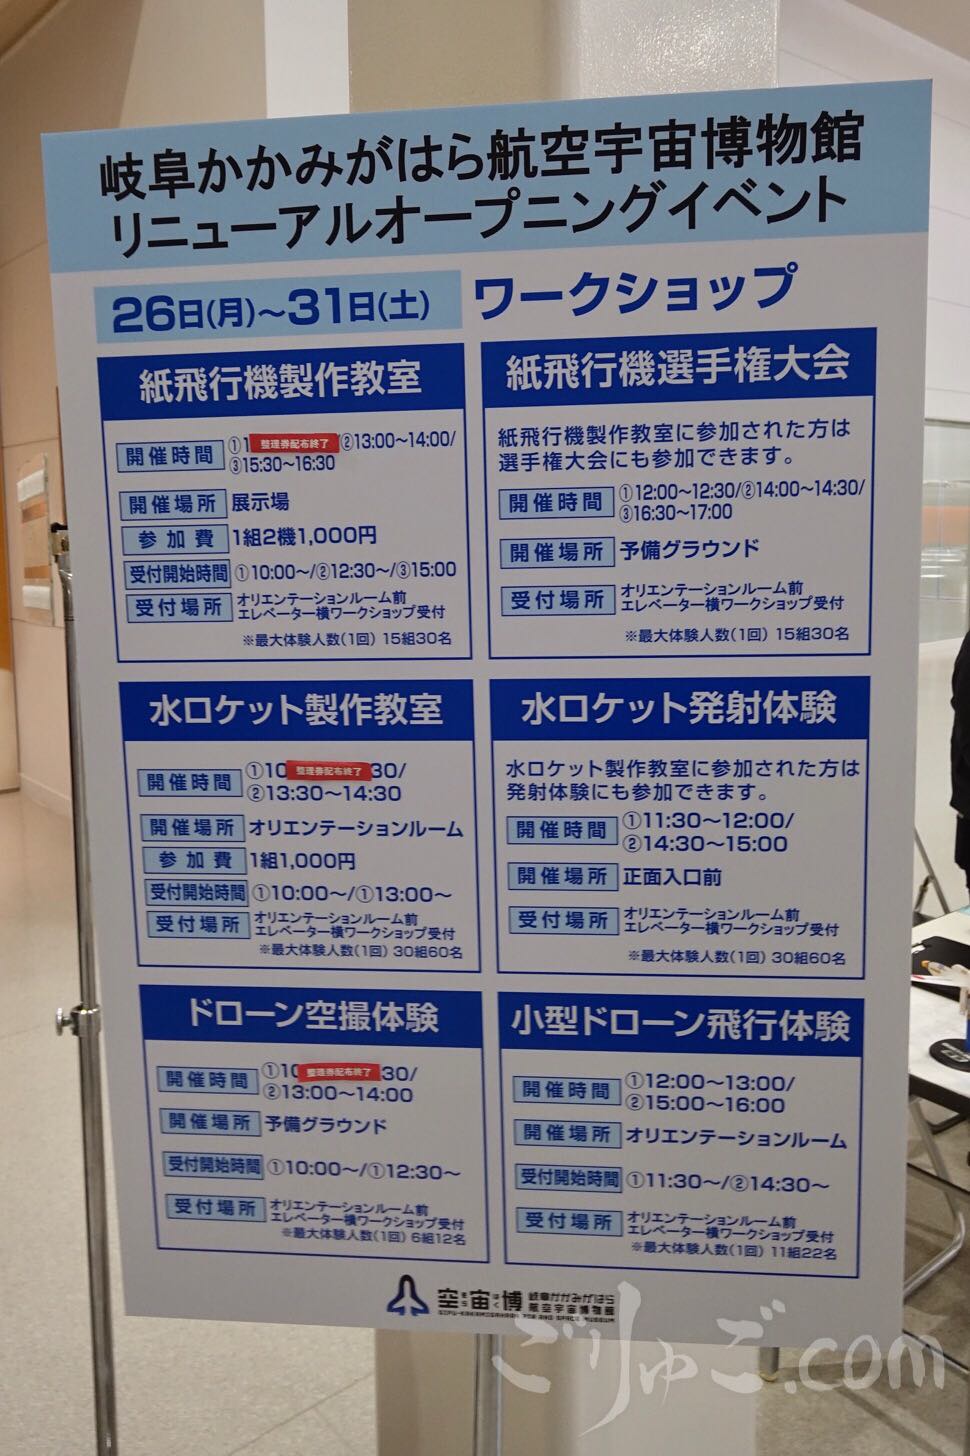 岐阜かかみがはら航空宇宙博物館
リニューアルオープニングイベント
26日(月)～31日(土) ワークショップ
紙飛行機製作教室
開催時間 ①1 整理券配布終了 /②13:00～14:00/
③15:30～16:30
開催場所 展示場
参加費 1組2機1,000円
受付開始時間 ①10:00～/②12:30～/③15:00
受付場所 オリエンテーションルーム前
エレベーター横ワークショップ受付
※最大体験人数(1回) 15組30名
紙飛行機選手権大会
紙飛行機製作教室に参加された方は
選手権大会にも参加できます。
開催時間 ①12:00～12:30/②14:00～14:30/
③16:30～17:00
開催場所 予備グラウンド
受付場所 オリエンテーションルーム前
エレベーター横ワークショップ受付
※最大体験人数(1回) 15組30名
水ロケット製作教室
開催時間 ①10 整理券配布終了 30/
②13:30～14:30
開催場所 オリエンテーションルーム
参加費 1組1,000円
受付開始時間 ①10:00～/①13:00～
受付場所 オリエンテーションルーム前
エレベーター横ワークショップ受付
※最大体験人数(1回) 30組60名
水ロケット発射体験
水ロケット製作教室に参加された方は
発射体験にも参加できます。
開催時間 ①11:30～12:00/
②14:30～15:00
開催場所 正面入口前
受付場所 オリエンテーションルーム前
エレベーター横ワークショップ受付
※最大体験人数(1回) 30組60名
ドローン空撮体験
開催時間 ①10 整理券配布終了 30/
②13:00～14:00
開催場所 予備グラウンド
受付開始時間 ①10:00～/①12:30～
受付場所 オリエンテーションルーム前
エレベーター横ワークショップ受付
※最大体験人数(1回) 6組12名
小型ドローン飛行体験
開催時間 ①12:00～13:00/
②15:00～16:00
開催場所 オリエンテーションルーム
受付開始時間 ①11:30～/②14:30～
受付場所 オリエンテーションルーム前
エレベーター横ワークショップ受付
※最大体験人数(1回) 11組22名
空宙博 岐阜かかみがはら
航空宇宙博物館
ごりゅご.com